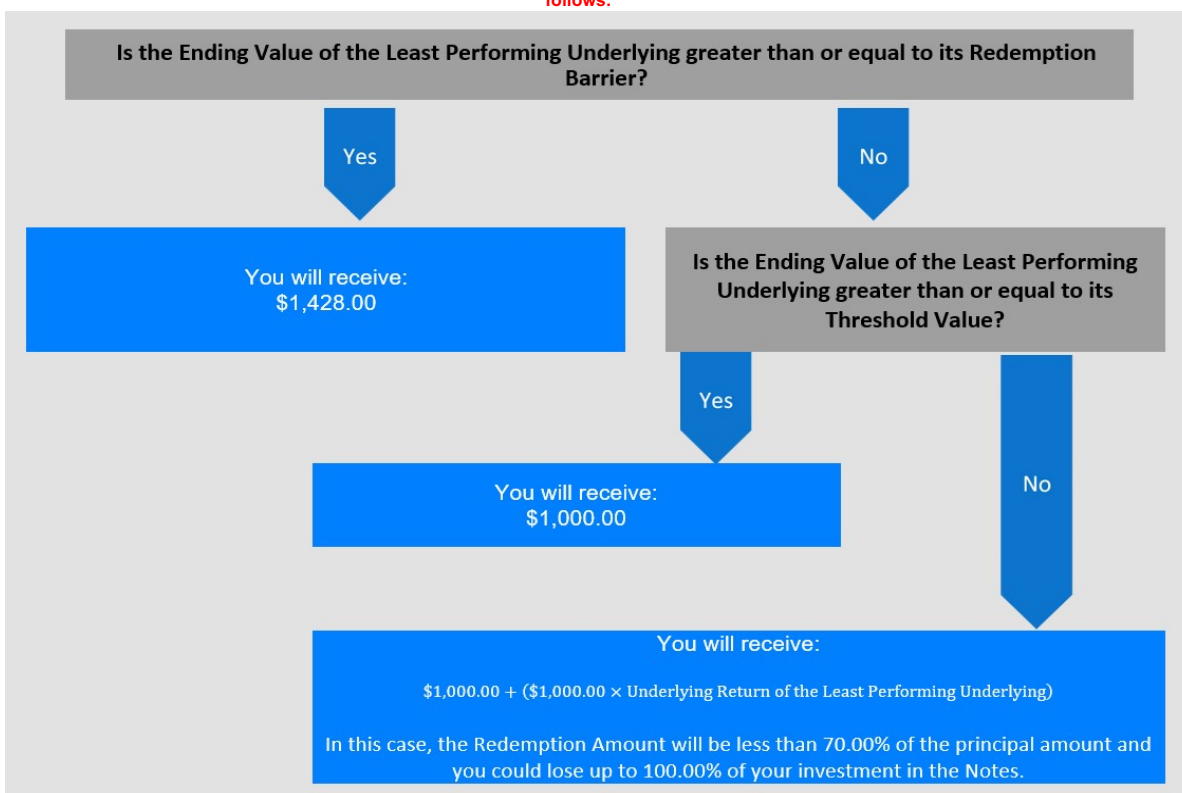 follows:
Is the Ending Value of the Least Performing Underlying greater than or equal to its Redemption
Barrier?
Yes
No
You will receive:
$1,428.00
Is the Ending Value of the Least Performing
Underlying greater than or equal to its
Threshold Value?
Yes
No
You will receive:
$1,000.00
You will receive:
$1,000.00 + ($1,000.00 × Underlying Return of the Least Performing Underlying)
In this case, the Redemption Amount will be less than 70.00% of the principal amount and
you could lose up to 100.00% of your investment in the Notes.